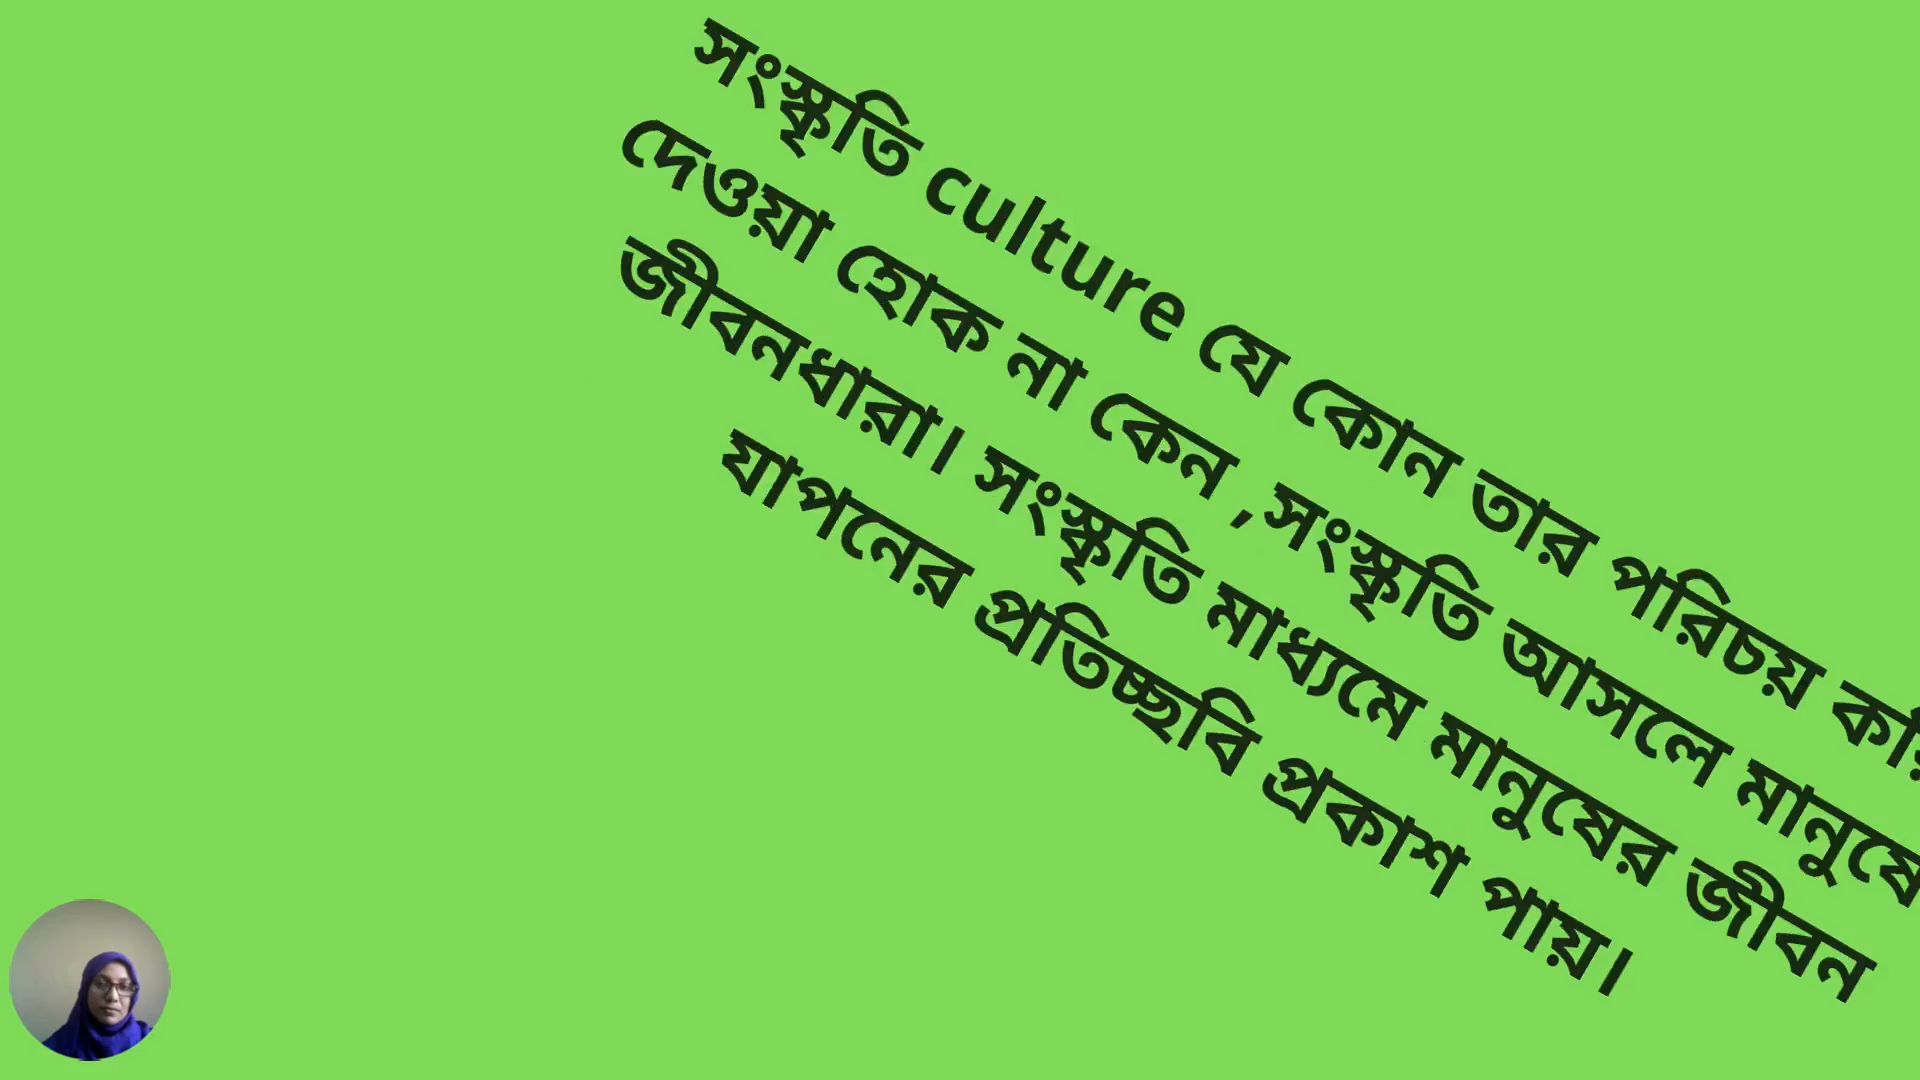 সংস্কৃতি culture যে কোন তার পরিচয়
দেওয়া হোক না কেন ,সংস্কৃতি আসলে
জীবনধারা। সংস্কৃতি মাধ্যমে মানুষের জীবন
যাপনের প্রতিচ্ছবি প্রকাশ পায়।